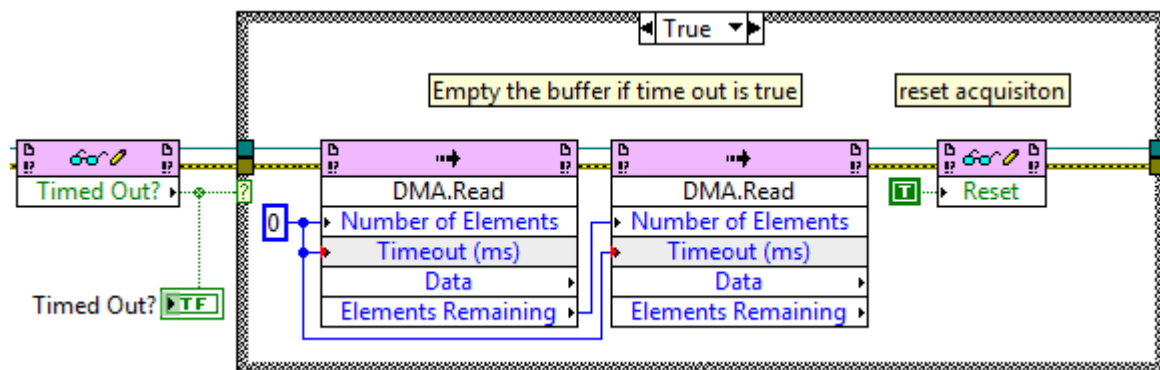 True
Empty the buffer if time out is true
reset acquisiton
Timed Out?
?
DMA.Read
DMA.Read
T
Reset
0
Number of Elements
Number of Elements
Timeout (ms)
Timeout (ms)
Data
Data
Timed Out?
TF
Elements Remaining
Elements Remaining